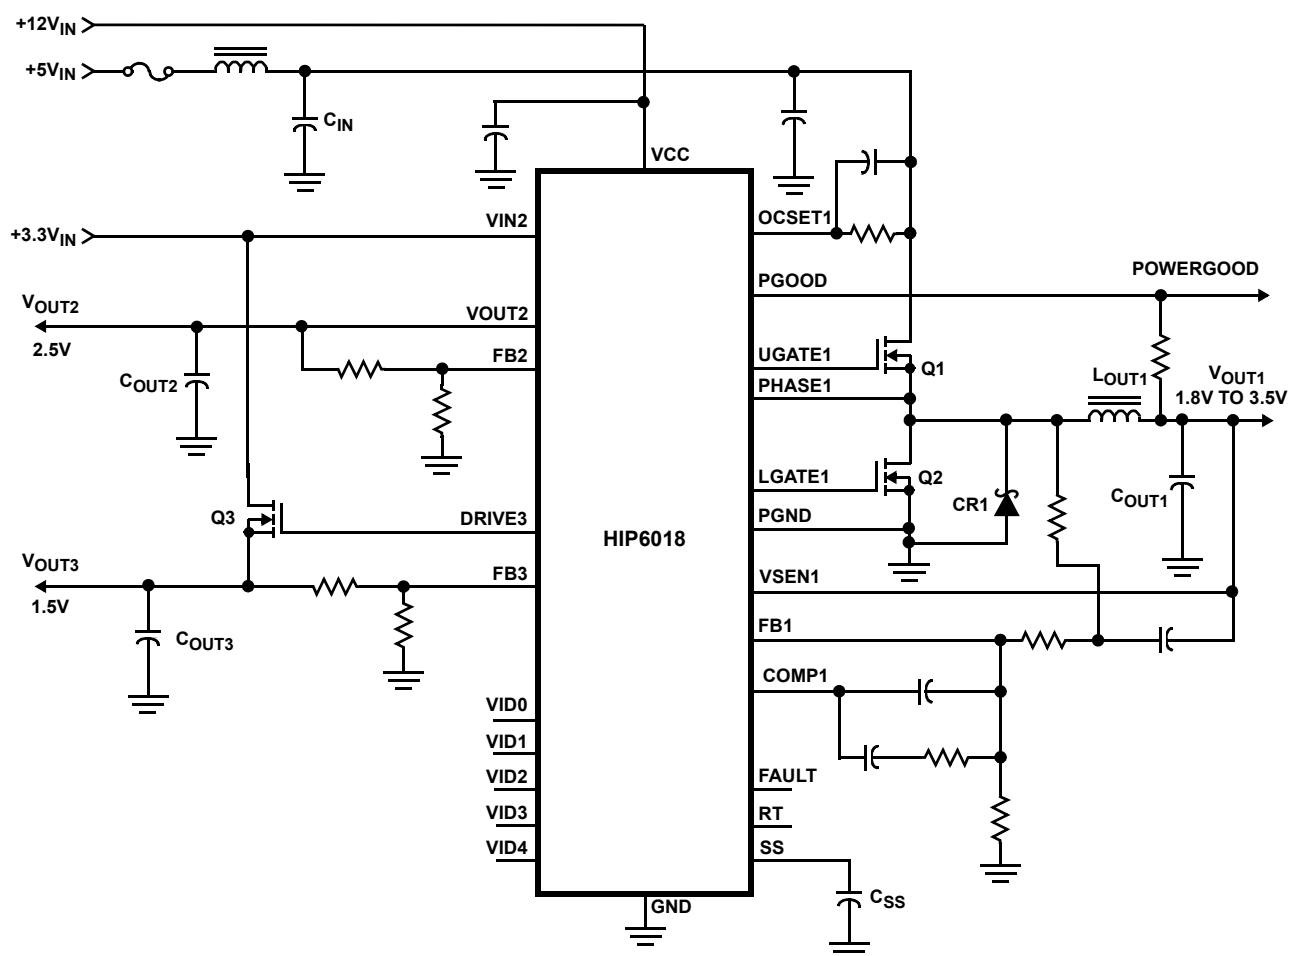 +12VIN
+5VIN
CIN
VCC
+3.3VIN
VIN2
OCSET1
PGOOD
POWERGOOD
VOUT2
2.5V
VOUT2
FB2
COUT2
UGATE1
Q1
PHASE1
LOUT1
VOUT1
1.8V TO 3.5V
LGATE1
Q2
CR1
COUT1
PGND
Q3
DRIVE3
HIP6018
VOUT3
1.5V
FB3
VSEN1
COUT3
FB1
COMP1
VID0
VID1
VID2
VID3
VID4
FAULT
RT
SS
CSS
GND